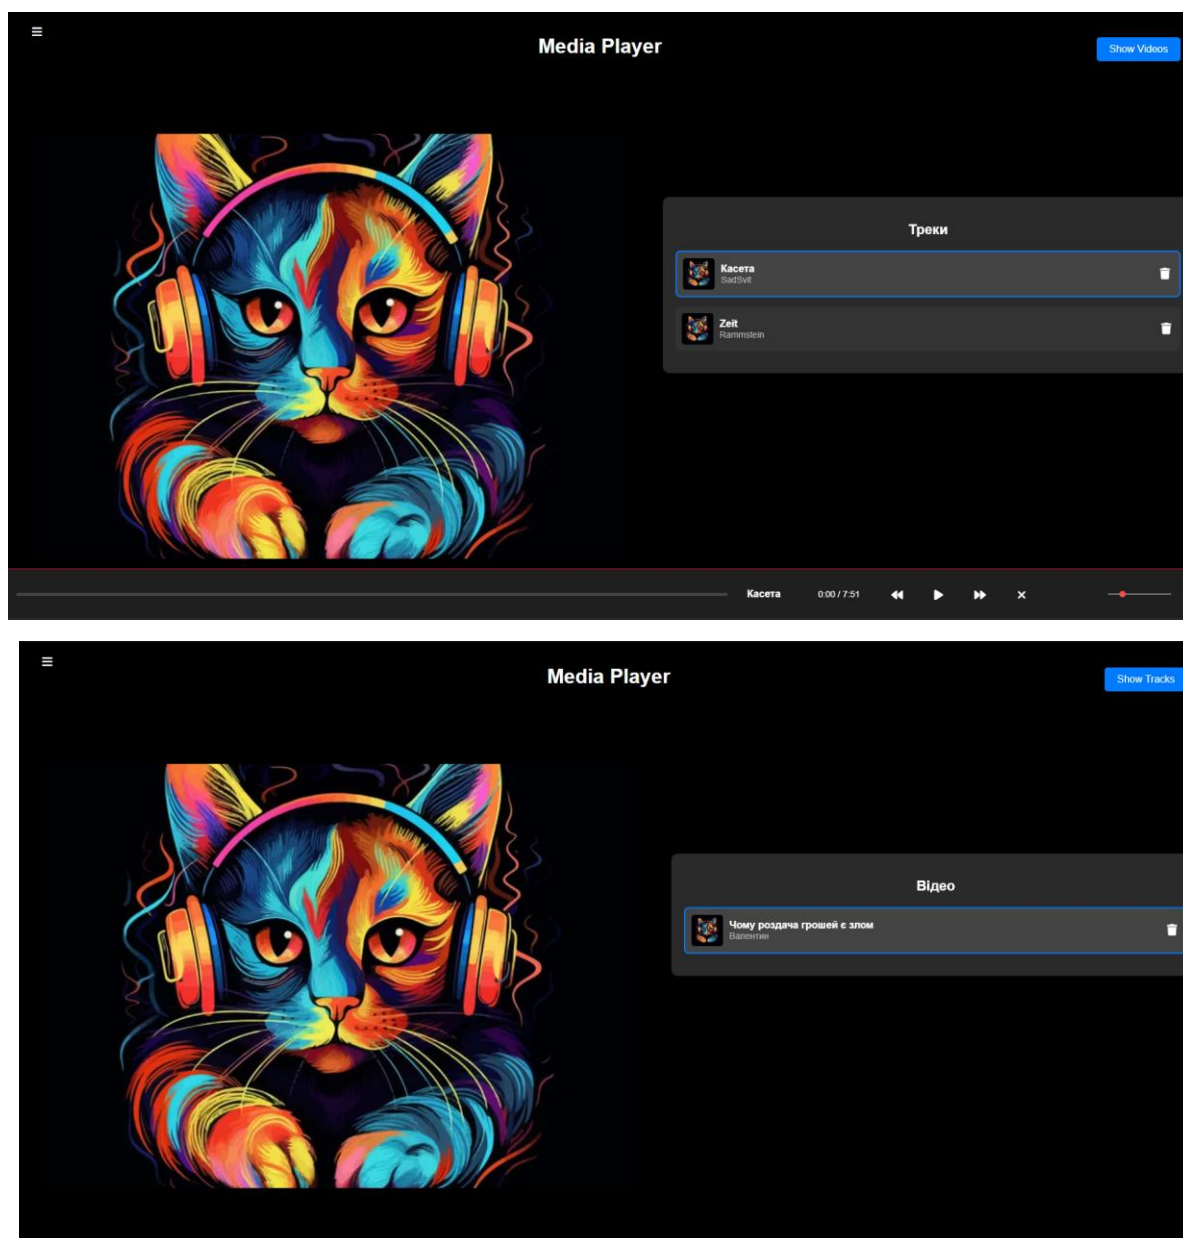 Media Player
Show Videos
Треки
Касета
SadSvit
Zeit
Rammstein
Касета 0:00 / 7:51
Media Player
Show Tracks
Відео
Чому роздача грошей є злом
Валентин